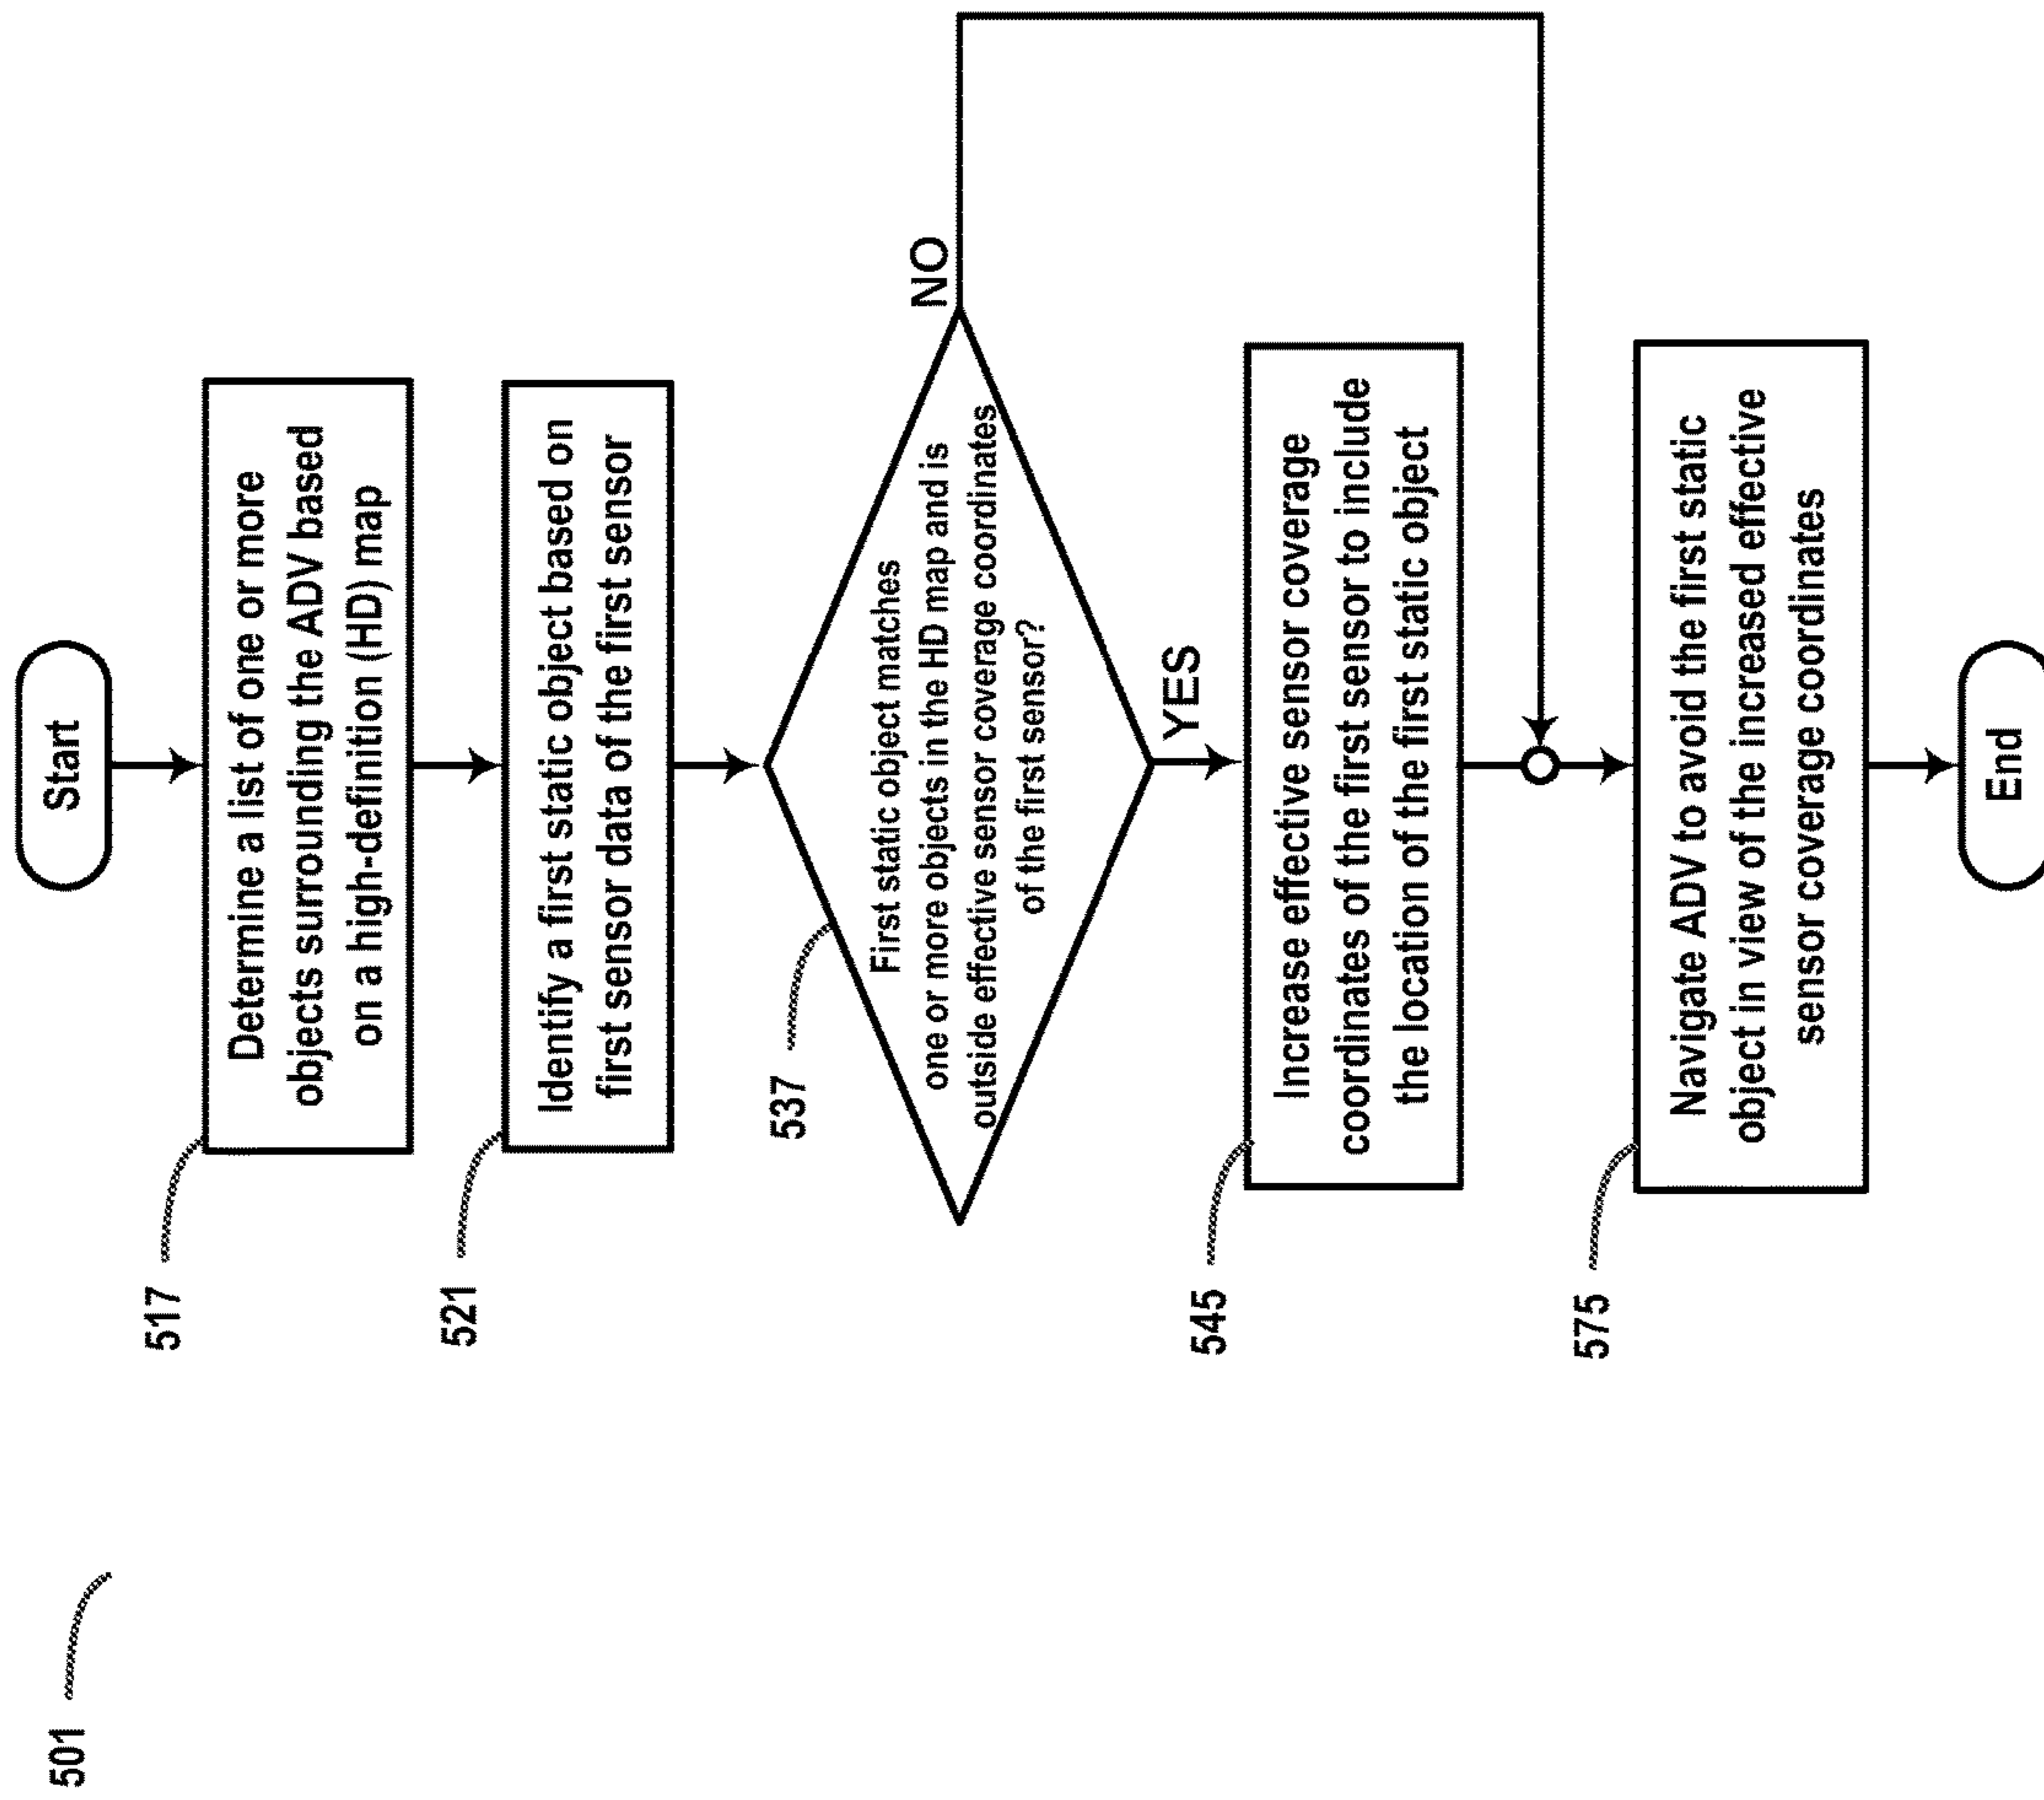 501
Start
517
Determine a list of one or more
objects surrounding the ADV based
on a high-definition (HD) map
521
Identify a first static object based on
first sensor data of the first sensor
537
First static object matches
one or more objects in the HD map and is
outside effective sensor coverage coordinates
of the first sensor?
NO
YES
545
Increase effective sensor coverage
coordinates of the first sensor to include
the location of the first static object
575
Navigate ADV to avoid the first static
object in view of the increased effective
sensor coverage coordinates
End